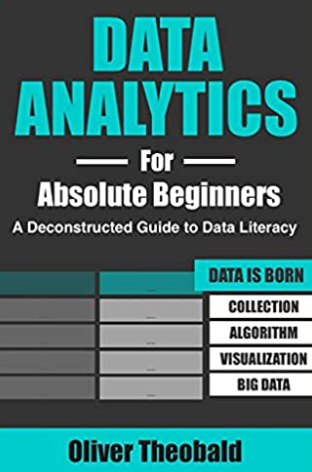 DATA
ANALYTICS
For
Absolute Beginners
A Deconstructed Guide to Data Literacy
DATA IS BORN
COLLECTION
ALGORITHM
VISUALIZATION
BIG DATA
Oliver Theobald